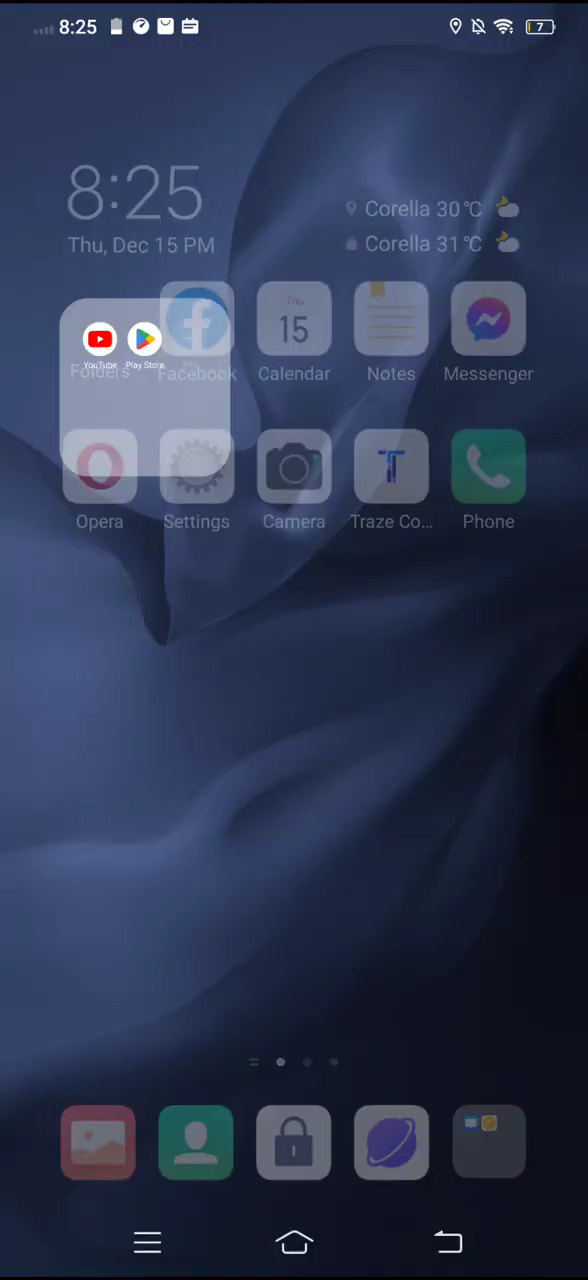 8:25
7
8:25
Thu, Dec 15 PM
Corella 30℃
Corella 31℃
YouTube Play Store
Thu
15
Folders Facebook Calendar Notes Messenger
Opera Settings Camera Traze Co... Phone